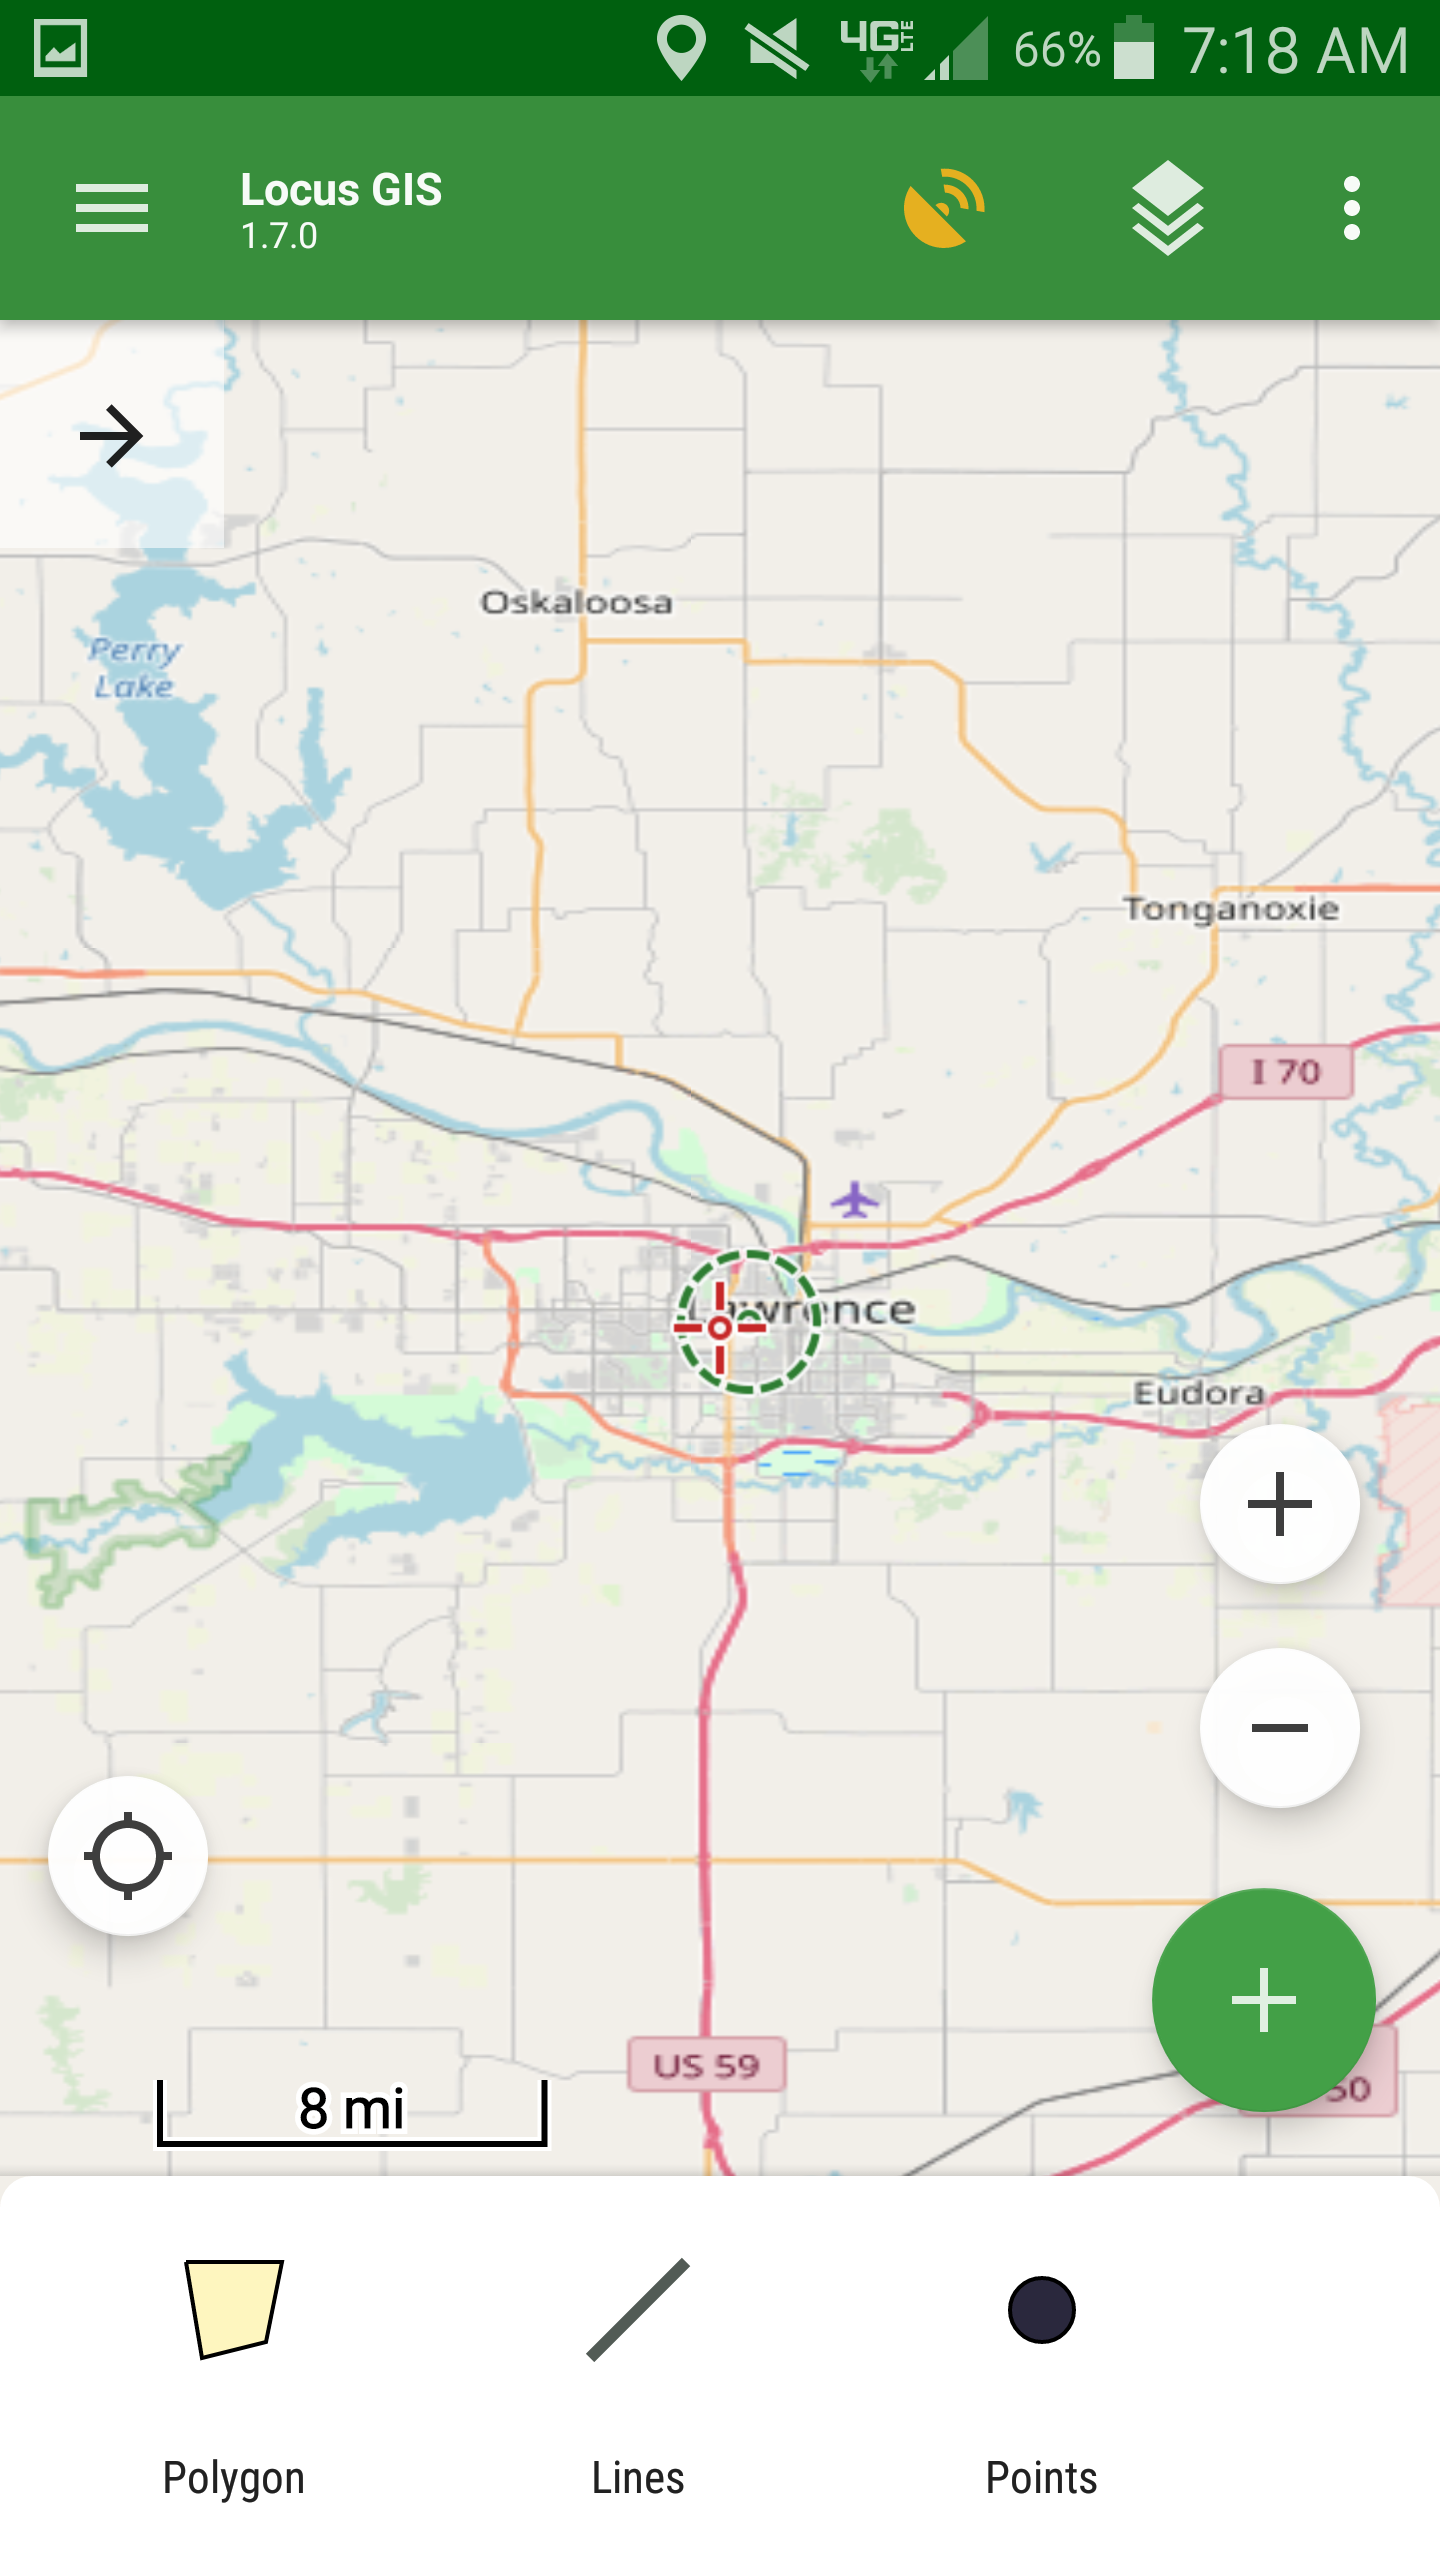 4G LTE 66% 7:18 AM
Locus GIS
1.7.0
Oskaloosa
Perry
Lake
Tonganoxie
I 70
Lawrence
Eudora
US 59
50
8 mi
Polygon Lines Points